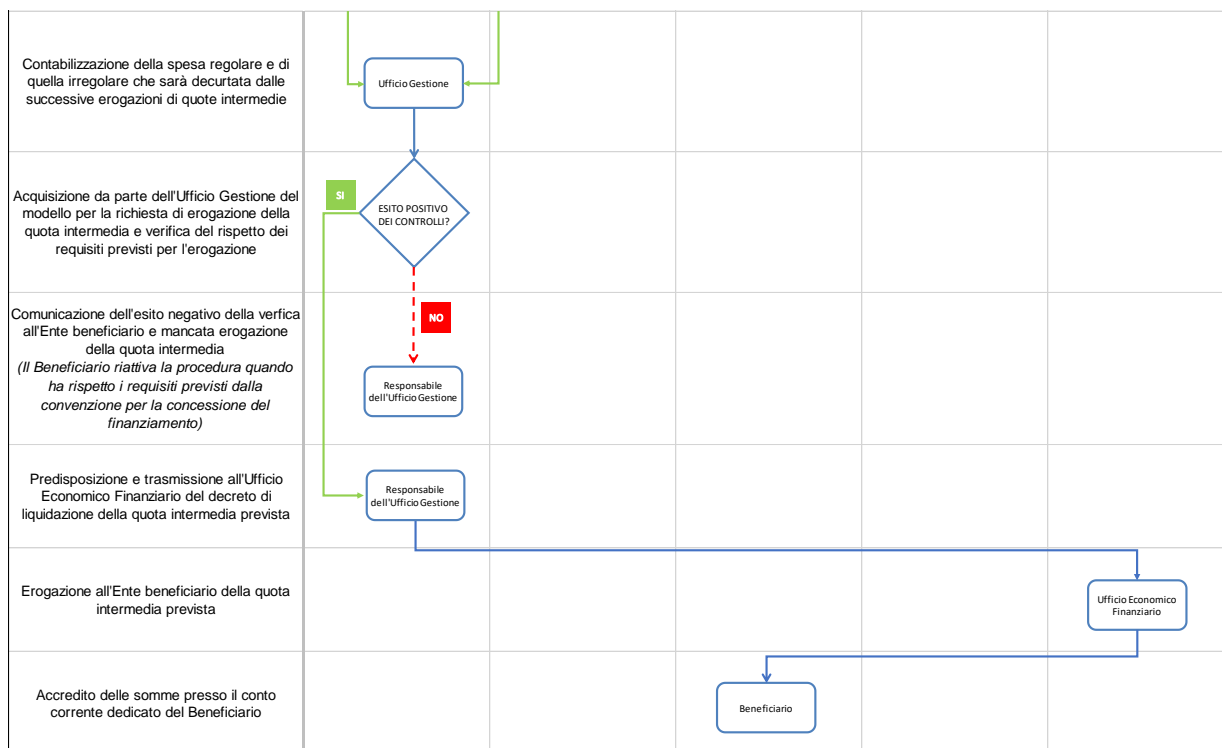 Contabilizzazione della spesa regolare e di
quella irregolare che sarà decurtata dalle
successive erogazioni di quote intermedie
Ufficio Gestione
Acquisizione da parte dell'Ufficio Gestione del
modello per la richiesta di erogazione della
quota intermedia e verifica del rispetto dei
requisiti previsti per l'erogazione
SI
ESITO POSITIVO
DEI CONTROLLI?
Comunicazione dell'esito negativo della verfica
all'Ente beneficiario e mancata erogazione
della quota intermedia
(Il Beneficiario riattiva la procedura quando
ha rispetto i requisiti previsti dalla
convenzione per la concessione del
finanziamento)
NO
Responsabile
dell'Ufficio Gestione
Predisposizione e trasmissione all'Ufficio
Economico Finanziario del decreto di
liquidazione della quota intermedia prevista
Responsabile
dell'Ufficio Gestione
Erogazione all'Ente beneficiario della quota
intermedia prevista
Ufficio Economico
Finanziario
Accredito delle somme presso il conto
corrente dedicato del Beneficiario
Beneficiario